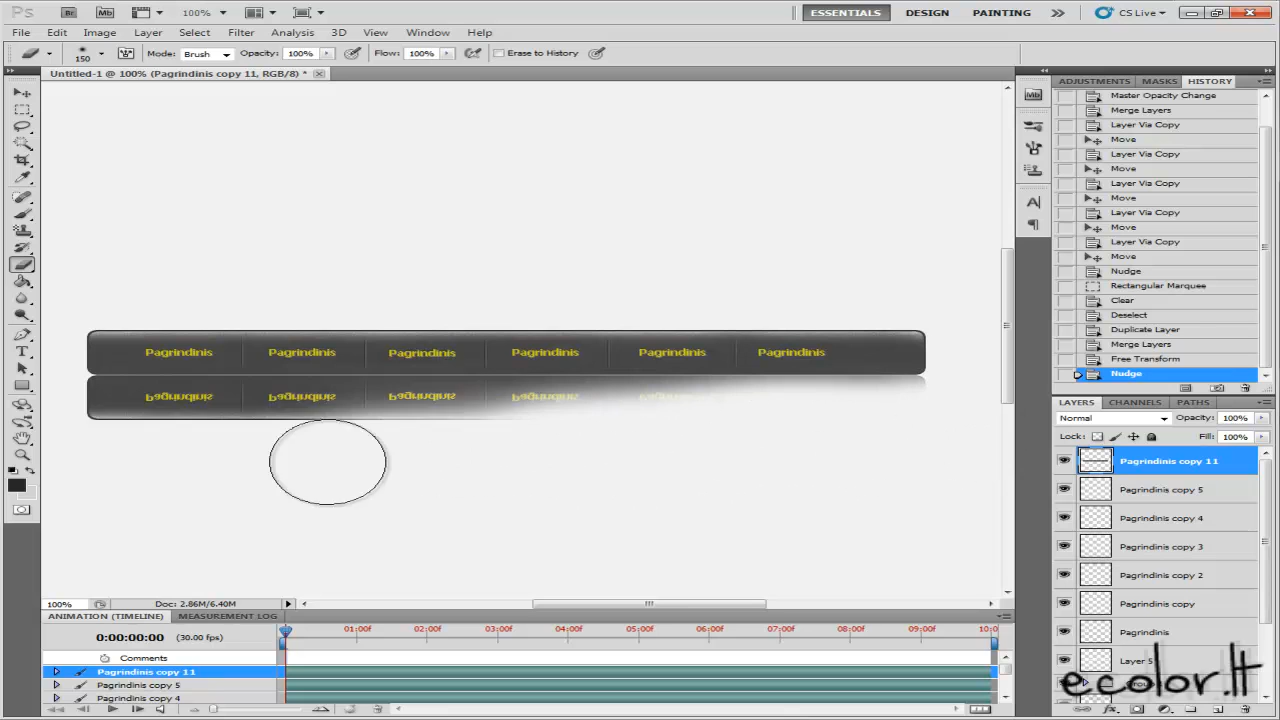 Ps Br Mb 100% ESSENTIALS DESIGN PAINTING CS Live
File Edit Image Layer Select Filter Analysis 3D View Window Help
150 Mode: Brush Opacity: 100% Flow: 100% Erase to History
Untitled-1 @ 100% (Pagrindinis copy 11, RGB/8) *
ADJUSTMENTS MASKS HISTORY
Master Opacity Change
Merge Layers
Layer Via Copy
Move
Layer Via Copy
Move
Layer Via Copy
Move
Layer Via Copy
Move
Layer Via Copy
Move
Nudge
Rectangular Marquee
Clear
Deselect
Duplicate Layer
Merge Layers
Free Transform
Nudge
Pagrindinis Pagrindinis Pagrindinis Pagrindinis Pagrindinis Pagrindinis
Pagrindinis Pagrindinis Pagrindinis Pagrindinis
LAYERS CHANNELS PATHS
Normal Opacity: 100%
Lock: Fill: 100%
Pagrindinis copy 11
Pagrindinis copy 5
Pagrindinis copy 4
Pagrindinis copy 3
Pagrindinis copy 2
Pagrindinis copy
Pagrindinis
Layer 5
ecolor.lt
100% Doc: 2.86M/6.40M
ANIMATION (TIMELINE) MEASUREMENT LOG
0:00:00:00 (30.00 fps) 01:00f 02:00f 03:00f 04:00f 05:00f 06:00f 07:00f 08:00f 09:00f 10:0
Comments
Pagrindinis copy 11
Pagrindinis copy 5
Pagrindinis copy 4